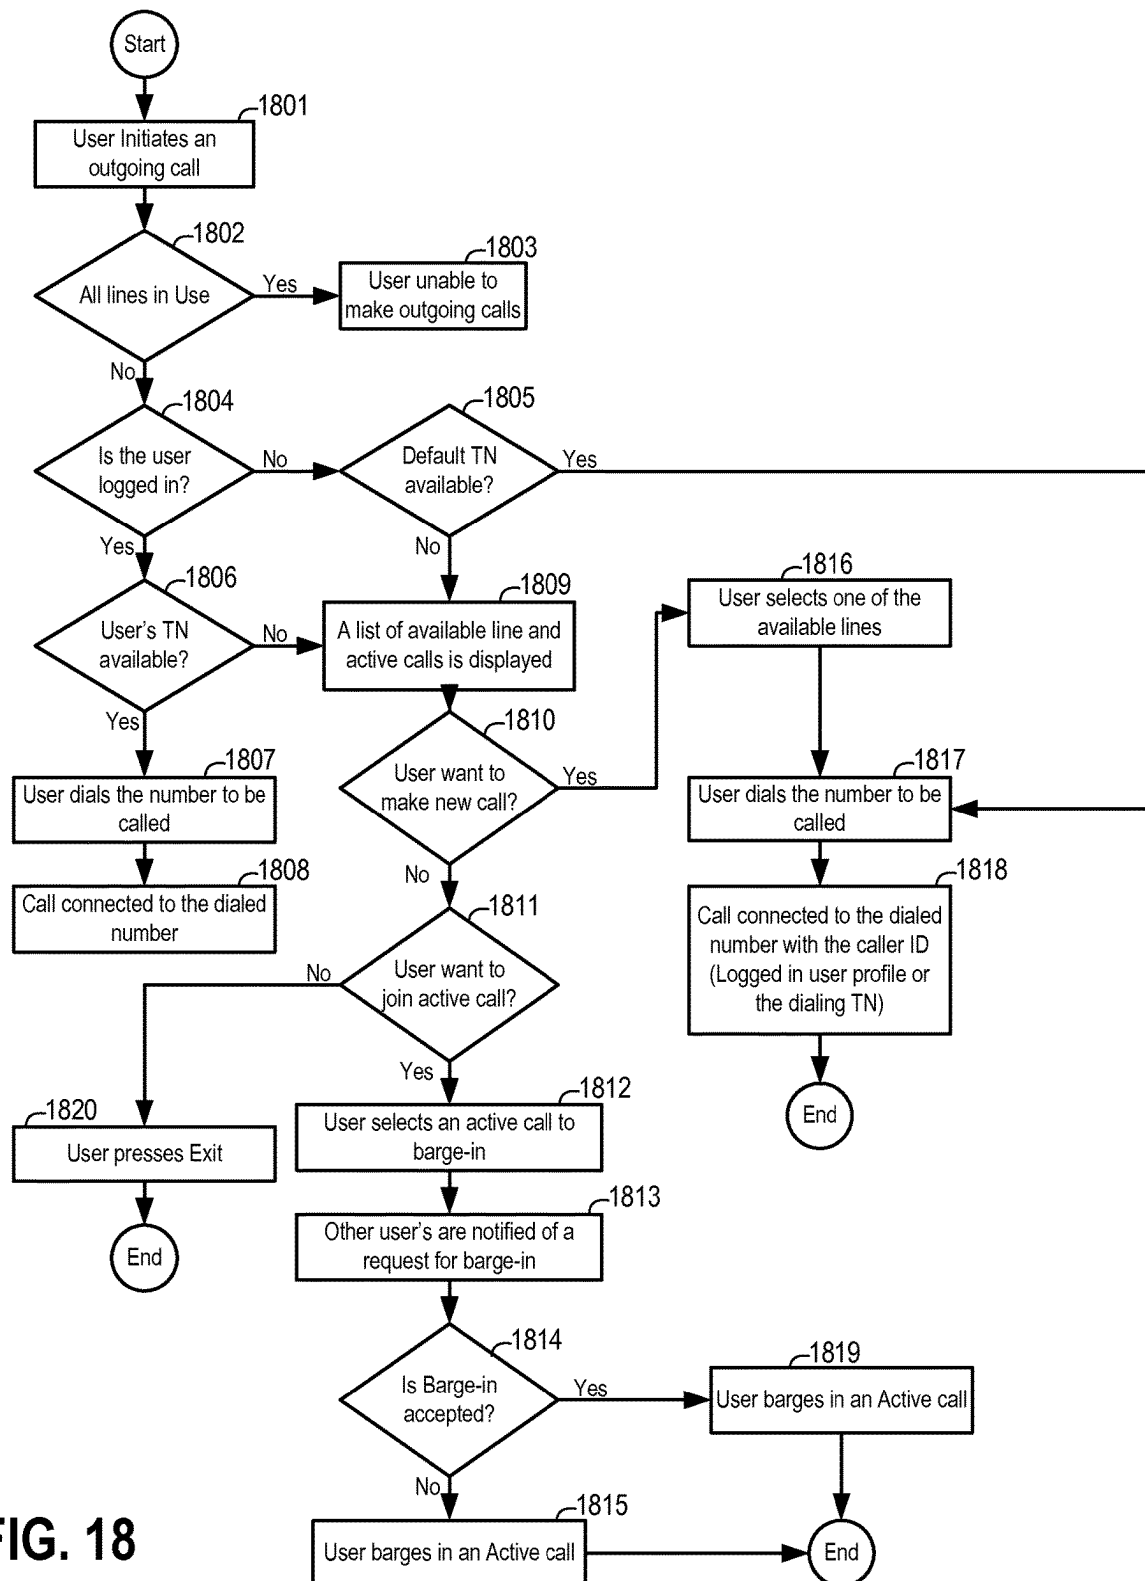 Start
1801
User Initiates an
outgoing call
1802
All lines in Use
Yes
1803
User unable to
make outgoing calls
No
1804
Is the user
logged in?
No
1805
Default TN
available?
Yes
Yes
No
1806
User's TN
available?
No
1809
A list of available line and
active calls is displayed
1816
User selects one of the
available lines
Yes
1810
User want to
make new call?
Yes
1807
User dials the number to be
called
1817
User dials the number to be
called
1808
Call connected to the dialed
number
No
1811
User want to
join active call?
No
1818
Call connected to the dialed
number with the caller ID
(Logged in user profile or
the dialing TN)
End
Yes
1820
User presses Exit
End
1812
User selects an active call to
barge-in
1813
Other user's are notified of a
request for barge-in
1814
Is Barge-in
accepted?
Yes
1819
User barges in an Active call
No
1815
User barges in an Active call
End
FIG. 18